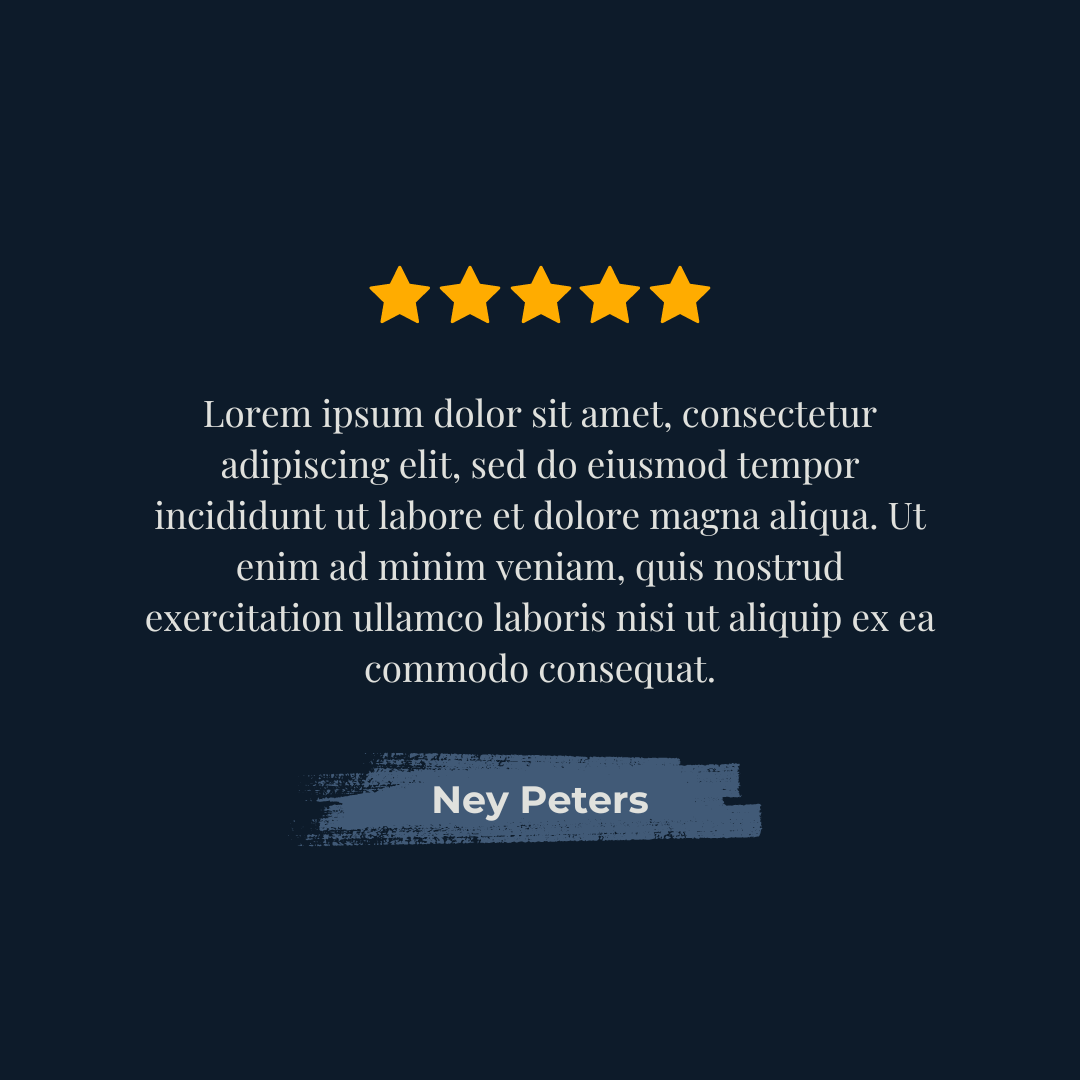 Lorem ipsum dolor sit amet, consectetur
adipiscing elit, sed do eiusmod tempor
incididunt ut labore et dolore magna aliqua. Ut
enim ad minim veniam, quis nostrud
exercitation ullamco laboris nisi ut aliquip ex ea
commodo consequat.
Ney Peters